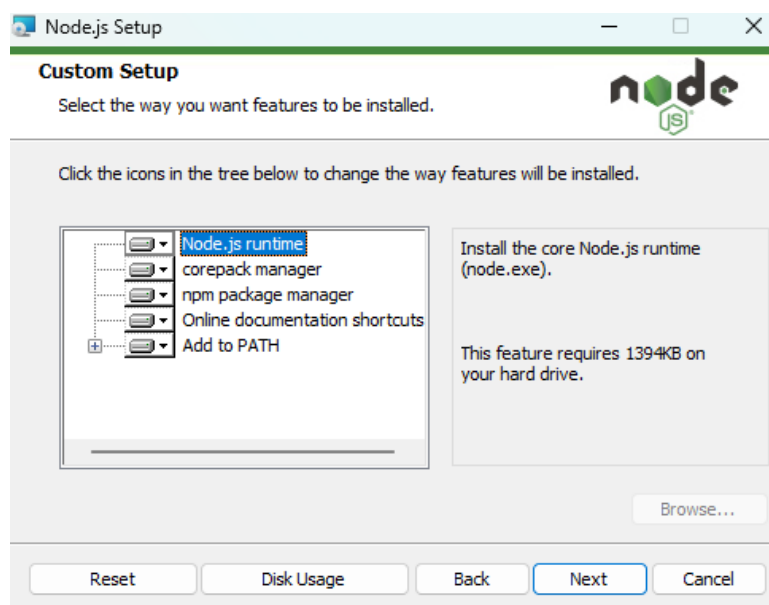 Node.js Setup
Custom Setup
Select the way you want features to be installed.
node
JS
Click the icons in the tree below to change the way features will be installed.
Node.js runtime
corepack manager
npm package manager
Online documentation shortcuts
Add to PATH
Install the core Node.js runtime
(node.exe).
This feature requires 1394KB on
your hard drive.
Browse...
Reset
Disk Usage
Back
Next
Cancel